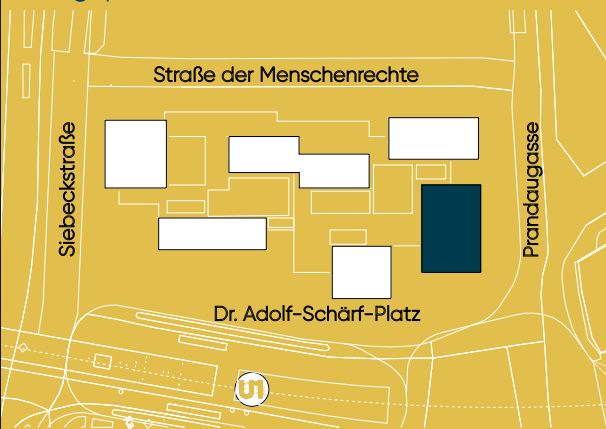 Straße der Menschenrechte
Siebeckstraße
Prandaugasse
Dr. Adolf-Schärf-Platz
U1